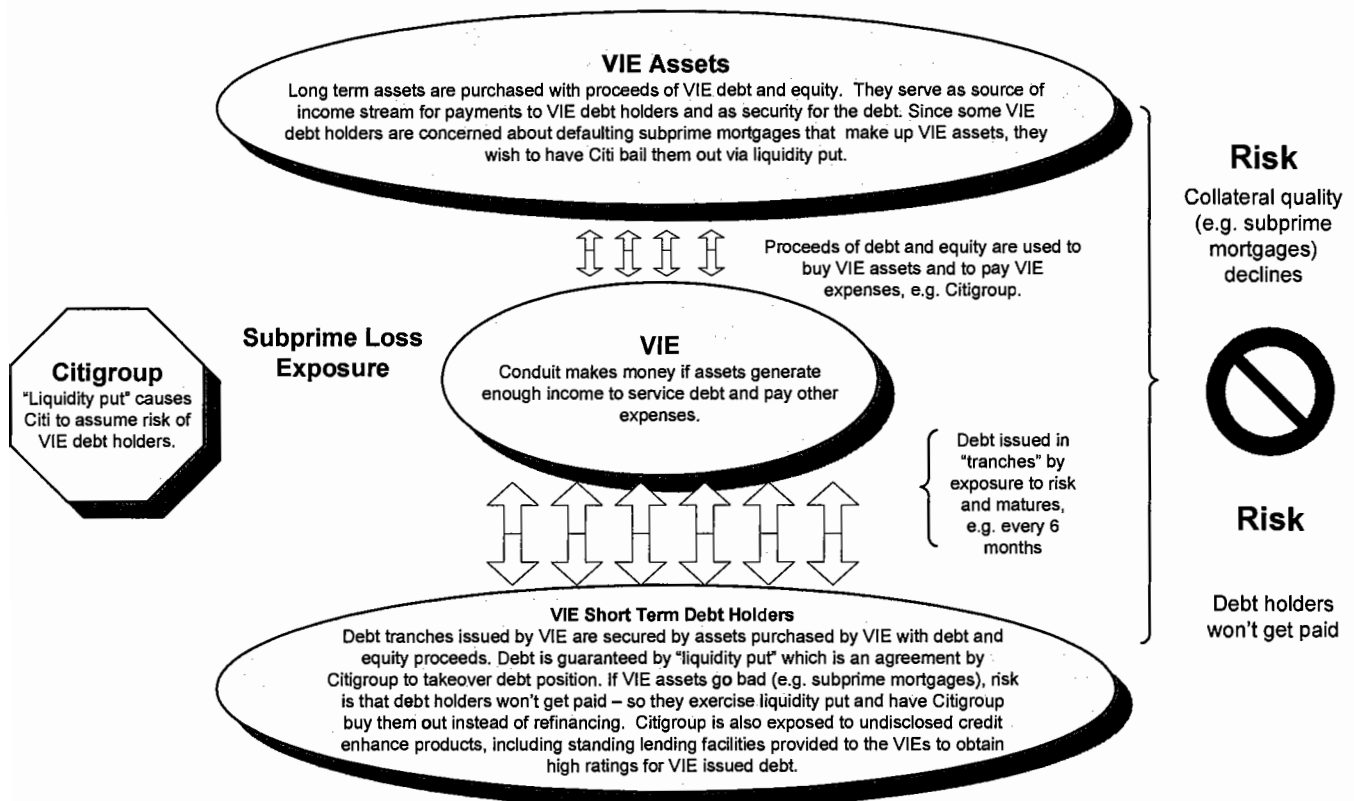 VIE Assets
Long term assets are purchased with proceeds of VIE debt and equity. They serve as source of
income stream for payments to VIE debt holders and as security for the debt. Since some VIE
debt holders are concerned about defaulting subprime mortgages that make up VIE assets, they
wish to have Citi bail them out via liquidity put.
Risk
Collateral quality
(e.g. subprime
mortgages)
declines
Proceeds of debt and equity are used to
buy VIE assets and to pay VIE
expenses, e.g. Citigroup.
Subprime Loss
Exposure
Citigroup
"Liquidity put" causes
Citi to assume risk of
VIE debt holders.
VIE
Conduit makes money if assets generate
enough income to service debt and pay other
expenses.
Debt issued in
"tranches" by
exposure to risk
and matures,
e.g. every 6
months
Risk
Debt holders
won't get paid
VIE Short Term Debt Holders
Debt tranches issued by VIE are secured by assets purchased by VIE with debt and
equity proceeds. Debt is guaranteed by "liquidity put" which is an agreement by
Citigroup to takeover debt position. If VIE assets go bad (e.g. subprime mortgages), risk
is that debt holders won't get paid – so they exercise liquidity put and have Citigroup
buy them out instead of refinancing. Citigroup is also exposed to undisclosed credit
enhance products, including standing lending facilities provided to the VIEs to obtain
high ratings for VIE issued debt.